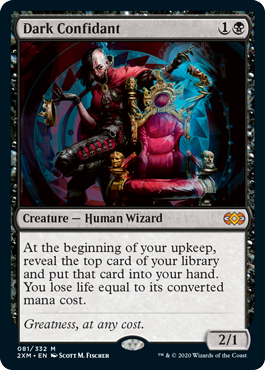 Dark Confidant 1
Creature — Human Wizard
At the beginning of your upkeep,
reveal the top card of your library
and put that card into your hand.
You lose life equal to its converted
mana cost.
Greatness, at any cost.
2/1
081/332 M
2XM • EN Scott M. Fischer
™ & © 2020 Wizards of the Coast